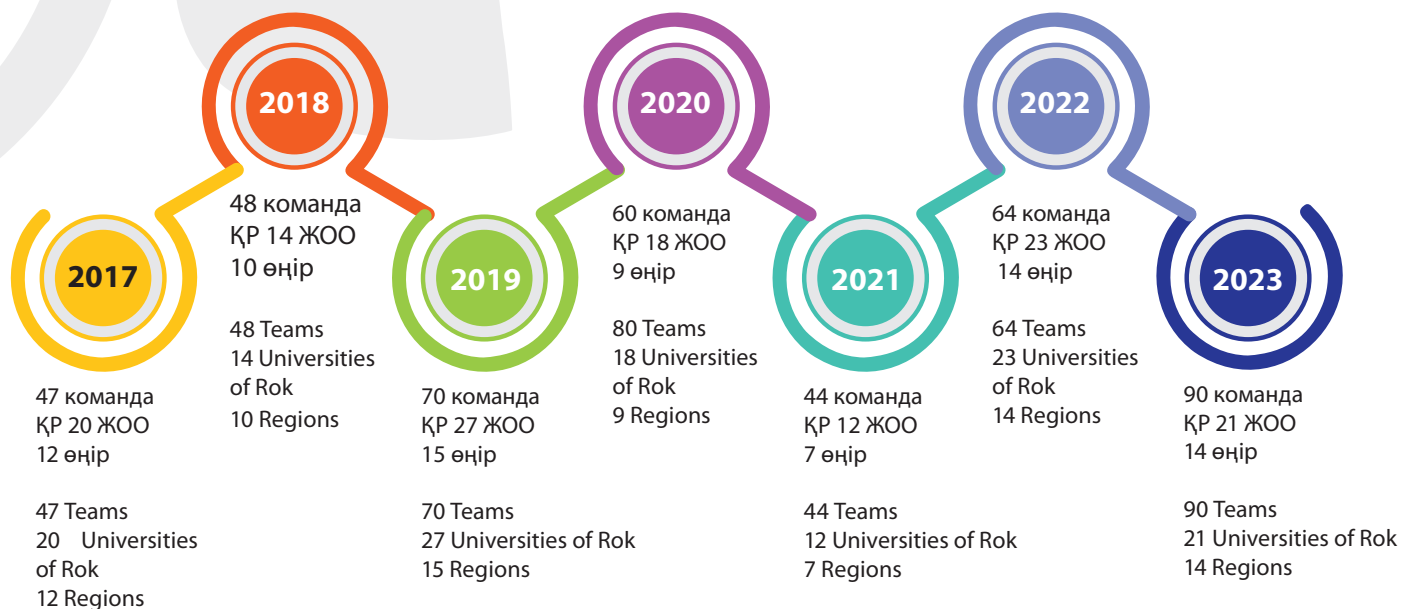 2017
47 команда
ҚР 20 ЖОО
12 өңір
47 Teams
20 Universities
of Rok
12 Regions
2018
48 команда
ҚР 14 ЖОО
10 өңір
48 Teams
14 Universities
of Rok
10 Regions
2019
70 команда
ҚР 27 ЖОО
15 өңір
70 Teams
27 Universities of Rok
15 Regions
2020
60 команда
ҚР 18 ЖОО
9 өңір
80 Teams
18 Universities
of Rok
9 Regions
2021
44 команда
ҚР 12 ЖОО
7 өңір
44 Teams
12 Universities of Rok
7 Regions
2022
64 команда
ҚР 23 ЖОО
14 өңір
64 Teams
23 Universities
of Rok
14 Regions
2023
90 команда
ҚР 21 ЖОО
14 өңір
90 Teams
21 Universities of Rok
14 Regions